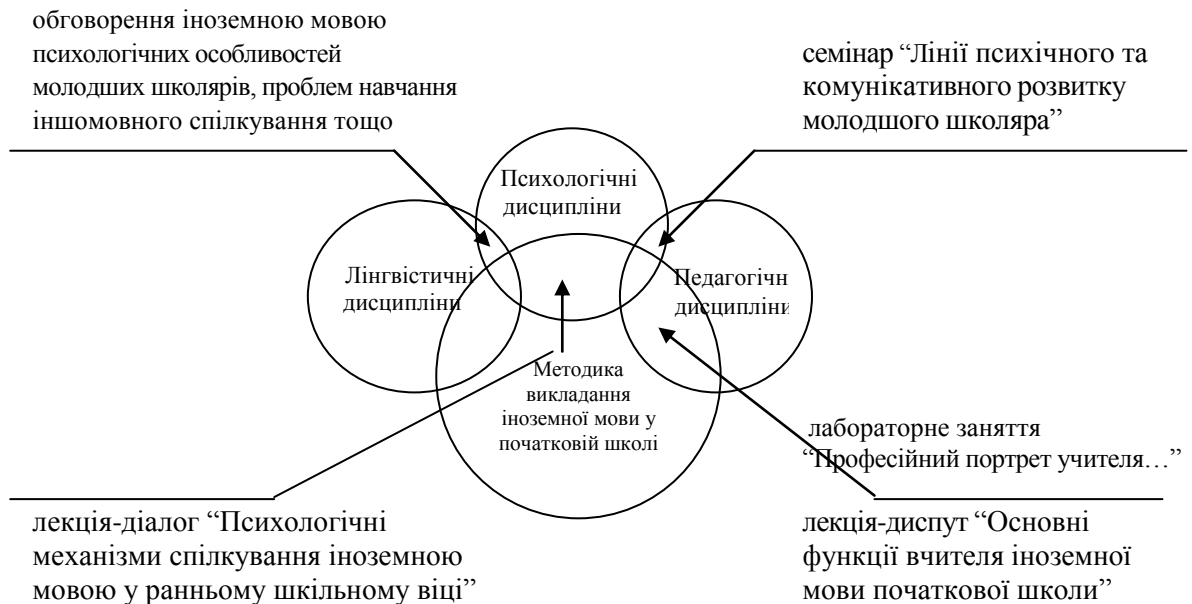 обговорення іноземною мовою
психологічних особливостей
молодших школярів, проблем навчання
іншомовного спілкування тощо
семінар “Лінії психічного та
комунікативного розвитку
молодшого школяра”
Психологічні
дисципліни
Лінгвістичні
дисципліни
Педагогічн
дисципліни
Методика
викладання
іноземної мови у
початковій школі
лабораторне заняття
“Професійний портрет учителя…”
лекція-діалог “Психологічні
механізми спілкування іноземною
мовою у ранньому шкільному віці”
лекція-диспут “Основні
функції вчителя іноземної
мови початкової школи”